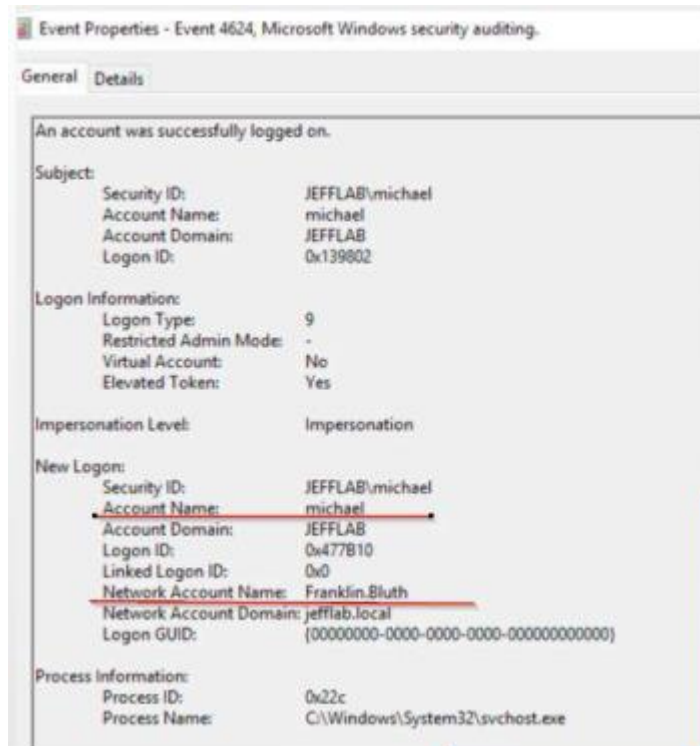 Event Properties - Event 4624, Microsoft Windows security auditing.
General Details
An account was successfully logged on.
Subject:
Security ID: JEFFLAB\michael
Account Name: michael
Account Domain: JEFFLAB
Logon ID: 0x139802
Logon Information:
Logon Type: 9
Restricted Admin Mode: -
Virtual Account: No
Elevated Token: Yes
Impersonation Level: Impersonation
New Logon:
Security ID: JEFFLAB\michael
Account Name: michael
Account Domain: JEFFLAB
Logon ID: 0x477B10
Linked Logon ID: 0x0
Network Account Name: Franklin.Bluth
Network Account Domain: jefflab.local
Logon GUID: {00000000-0000-0000-0000-000000000000}
Process Information:
Process ID: 0x22c
Process Name: C:\Windows\System32\svchost.exe